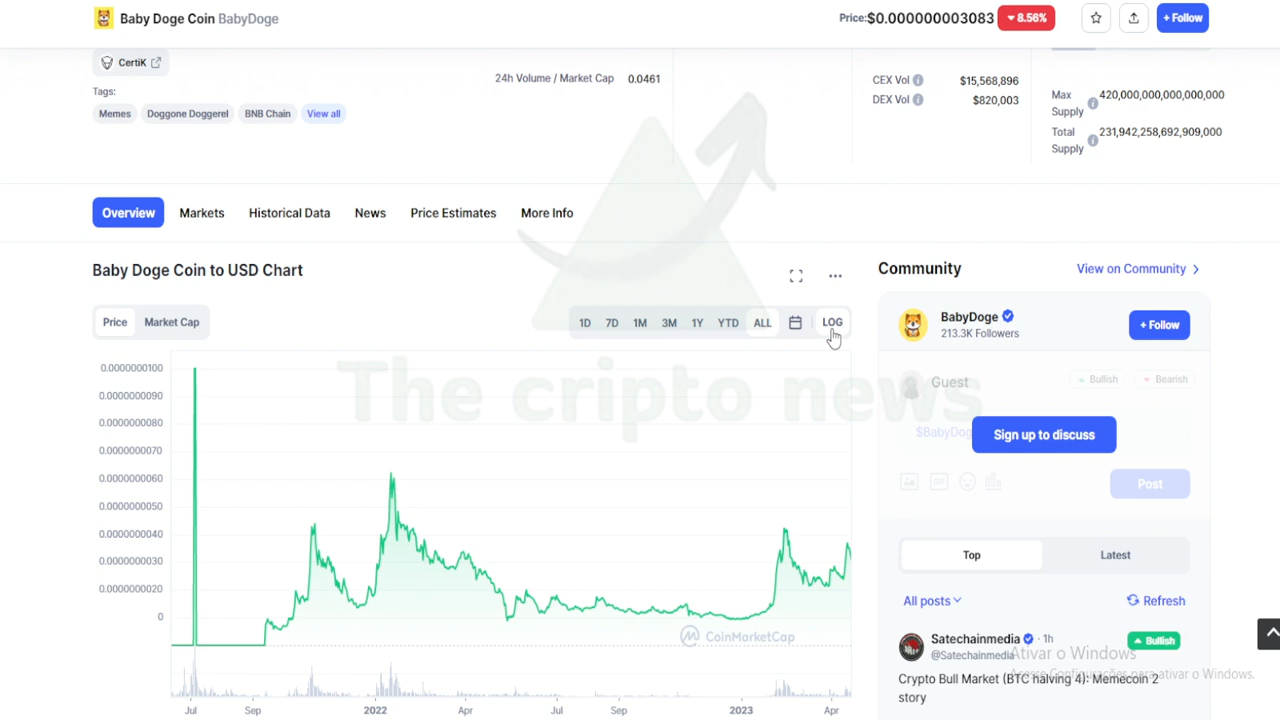 Baby Doge Coin BabyDoge
Price:$0.000000003083 8.56%
+ Follow
CertiK
Tags:
Memes Doggone Doggerel BNB Chain View all
24h Volume / Market Cap 0.0461
CEX Vol $15,568,896
DEX Vol $820,003
Max Supply 420,000,000,000,000,000
Total Supply 231,942,258,692,909,000
Overview Markets Historical Data News Price Estimates More Info
Baby Doge Coin to USD Chart
Price Market Cap
1D 7D 1M 3M 1Y YTD ALL LOG
The cripto news
0.0000000100
0.0000000090
0.0000000080
0.0000000070
0.0000000060
0.0000000050
0.0000000040
0.0000000030
0.0000000020
0
CoinMarketCap
Jul Sep 2022 Apr Jul Sep 2023 Apr
Community View on Community
BabyDoge
213.3K Followers
+ Follow
Guest Bullish Bearish
$BabyDog
Sign up to discuss
GIF
Post
Top Latest
All posts Refresh
Satechainmedia · 1h
@Satechainmedia
Bullish
Crypto Bull Market (BTC halving 4): Memecoin 2
story
Ativar o Windows
Acesse Configurações para ativar o Windows.